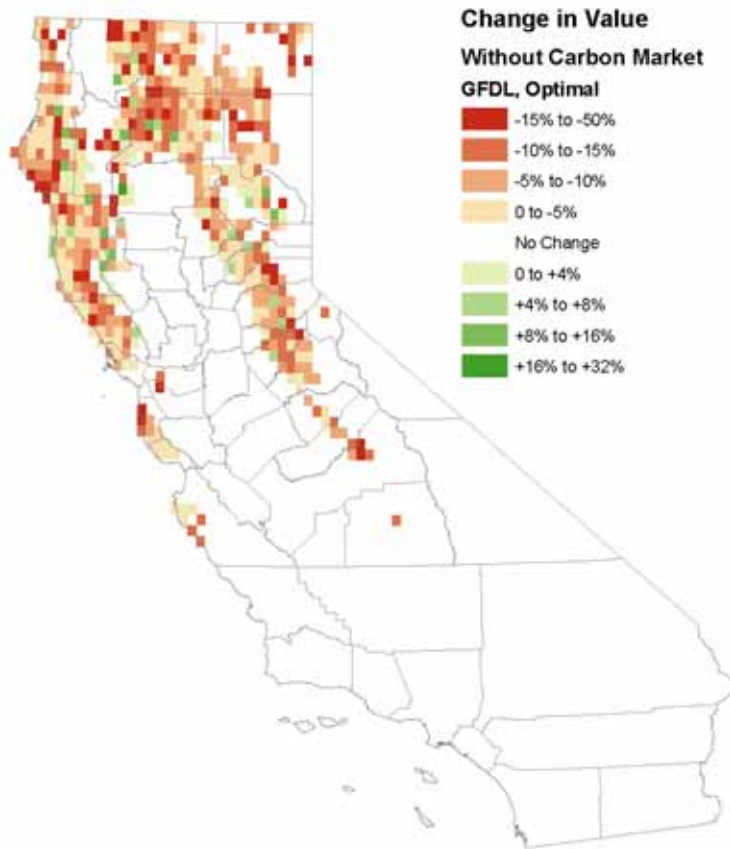 Change in Value
Without Carbon Market
GFDL, Optimal
-15% to -50%
-10% to -15%
-5% to -10%
0 to -5%
No Change
0 to +4%
+4% to +8%
+8% to +16%
+16% to +32%